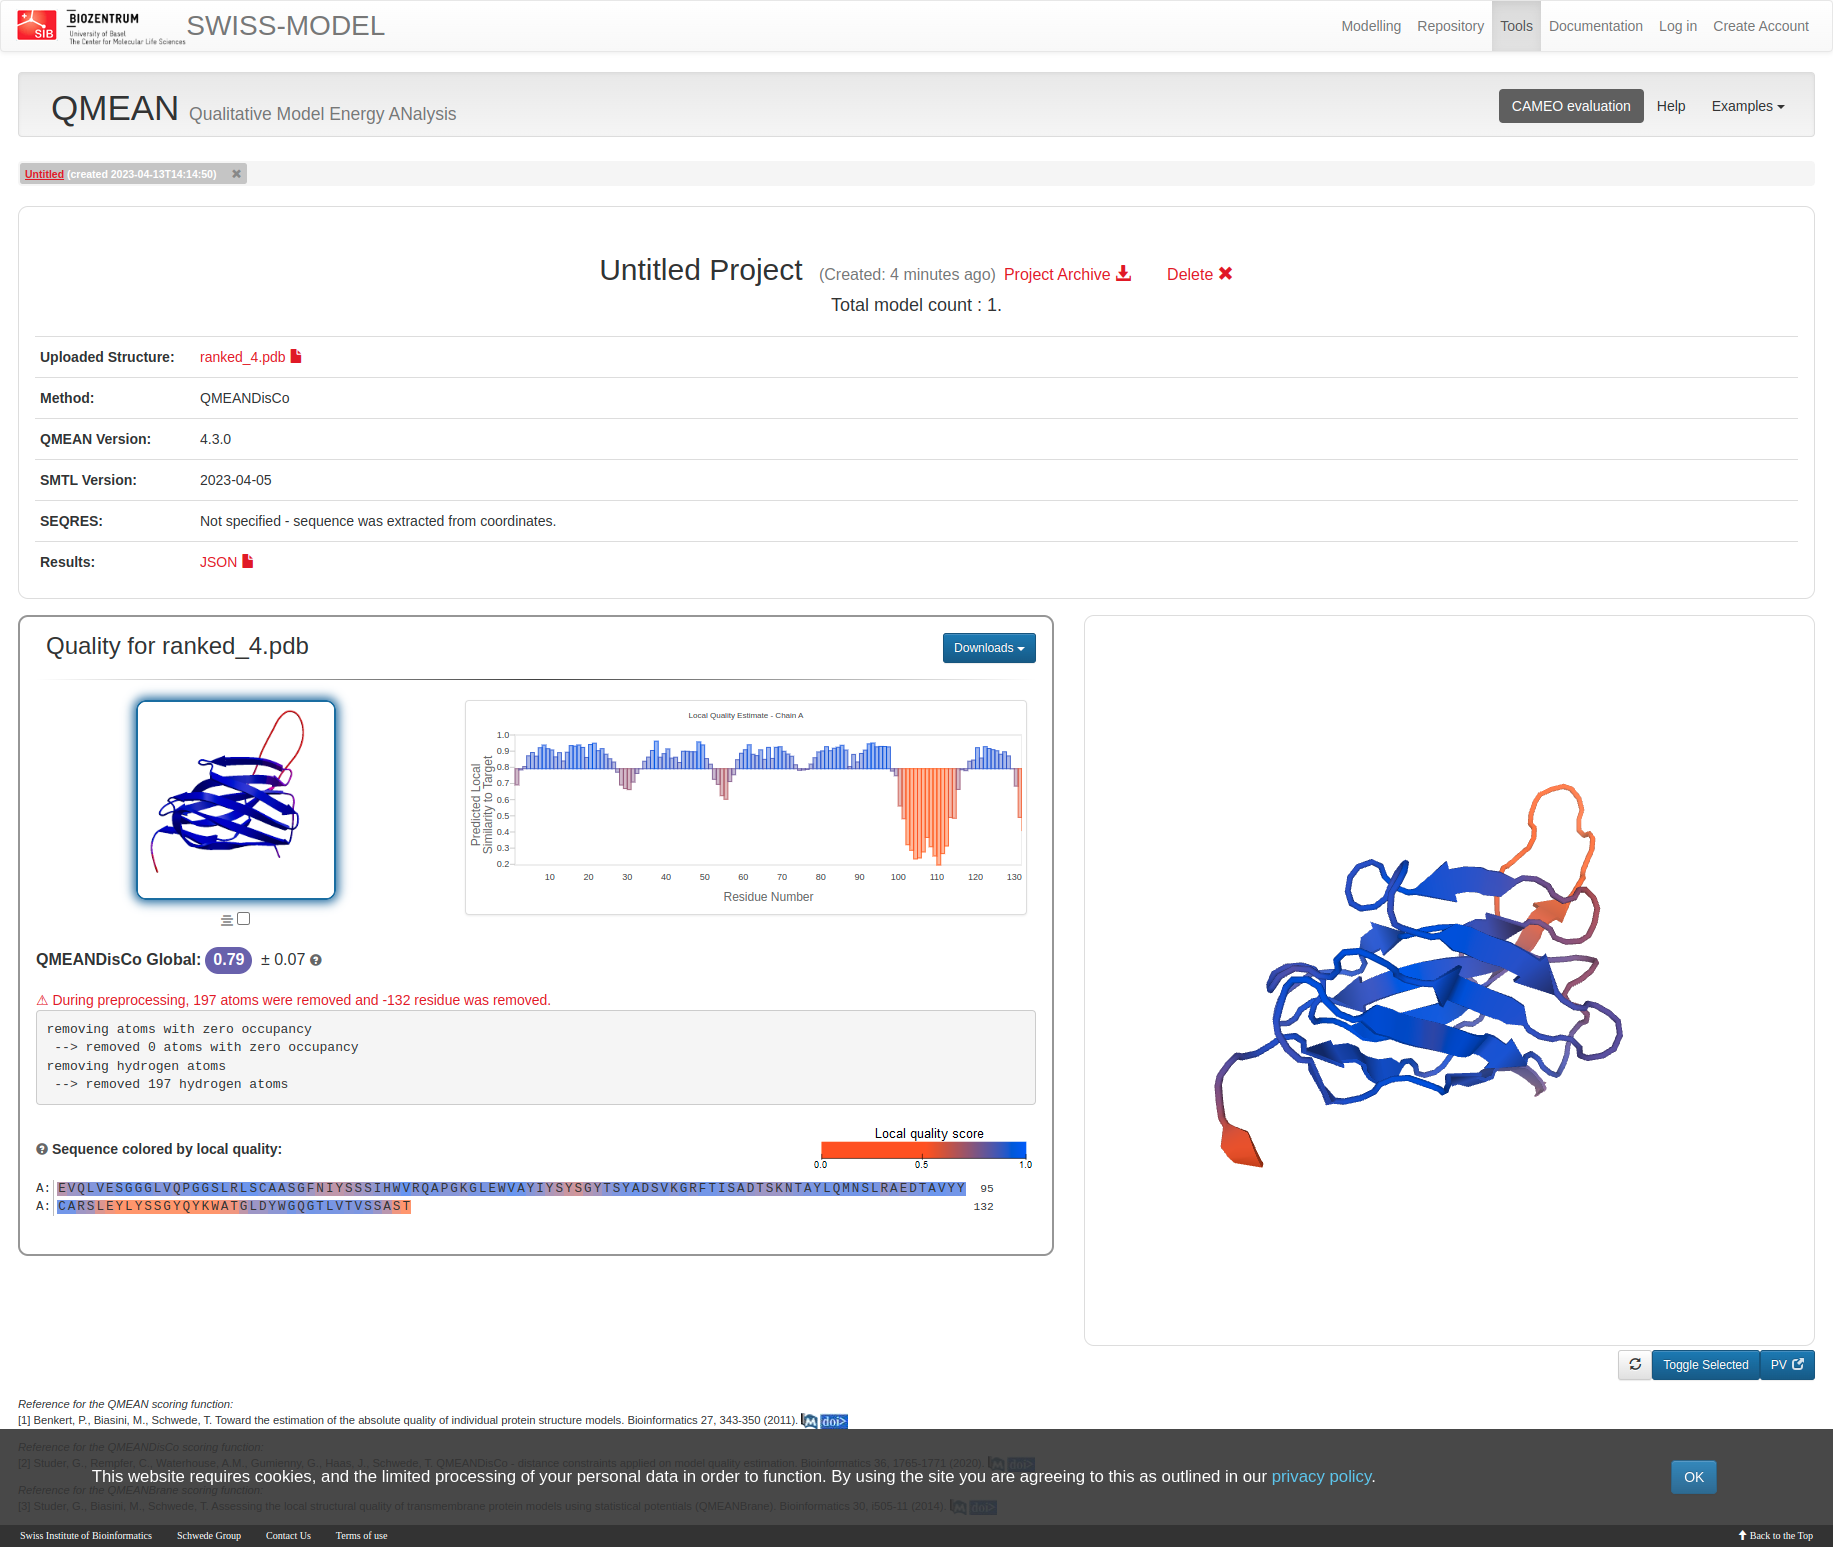 SIB
BIOZENTRUM
University of Basel
The Center for Molecular Life Sciences
SWISS-MODEL
Modelling Repository Tools Documentation Log in Create Account
QMEAN Qualitative Model Energy ANalysis
CAMEO evaluation Help Examples
Untitled (created 2023-04-13T14:14:50) ✖
Untitled Project (Created: 4 minutes ago) Project Archive Delete ✖
Total model count : 1.
Uploaded Structure: ranked_4.pdb
Method: QMEANDisCo
QMEAN Version: 4.3.0
SMTL Version: 2023-04-05
SEQRES: Not specified - sequence was extracted from coordinates.
Results: JSON
Quality for ranked_4.pdb
Downloads
Local Quality Estimate - Chain A
Predicted Local
Similarity to Target
1.0
0.9
0.8
0.7
0.6
0.5
0.4
0.3
0.2
10 20 30 40 50 60 70 80 90 100 110 120 130
Residue Number
QMEANDisCo Global: 0.79 ± 0.07
⚠ During preprocessing, 197 atoms were removed and -132 residue was removed.
removing atoms with zero occupancy
--> removed 0 atoms with zero occupancy
removing hydrogen atoms
--> removed 197 hydrogen atoms
Sequence colored by local quality:
Local quality score
0.0 0.5 1.0
A: EVQLVESGGGLVQPGGSLRLSCAASGFNIYSSSIHWVRQAPGKGLEWVAYIYSYSGYTSYADSVKGRFTISADTSKNTAYLQMNSLRAEDTAVYY 95
A: CARSLEYLYSSGYQYKWATGLDYWGQGTLVTVSSAST 132
Toggle Selected PV
Reference for the QMEAN scoring function:
[1] Benkert, P., Biasini, M., Schwede, T. Toward the estimation of the absolute quality of individual protein structure models. Bioinformatics 27, 343-350 (2011). M doi>
Reference for the QMEANDisCo scoring function:
[2] Studer, G., Rempfer, C., Waterhouse, A.M., Gumienny, G., Haas, J., Schwede, T. QMEANDisCo - distance constraints applied on model quality estimation. Bioinformatics 36, 1765-1771 (2020). M doi>
This website requires cookies, and the limited processing of your personal data in order to function. By using the site you are agreeing to this as outlined in our privacy policy.
OK
Reference for the QMEANBrane scoring function:
[3] Studer, G., Biasini, M., Schwede, T. Assessing the local structural quality of transmembrane protein models using statistical potentials (QMEANBrane). Bioinformatics 30, i505-11 (2014). M doi>
Swiss Institute of Bioinformatics Schwede Group Contact Us Terms of use
Back to the Top